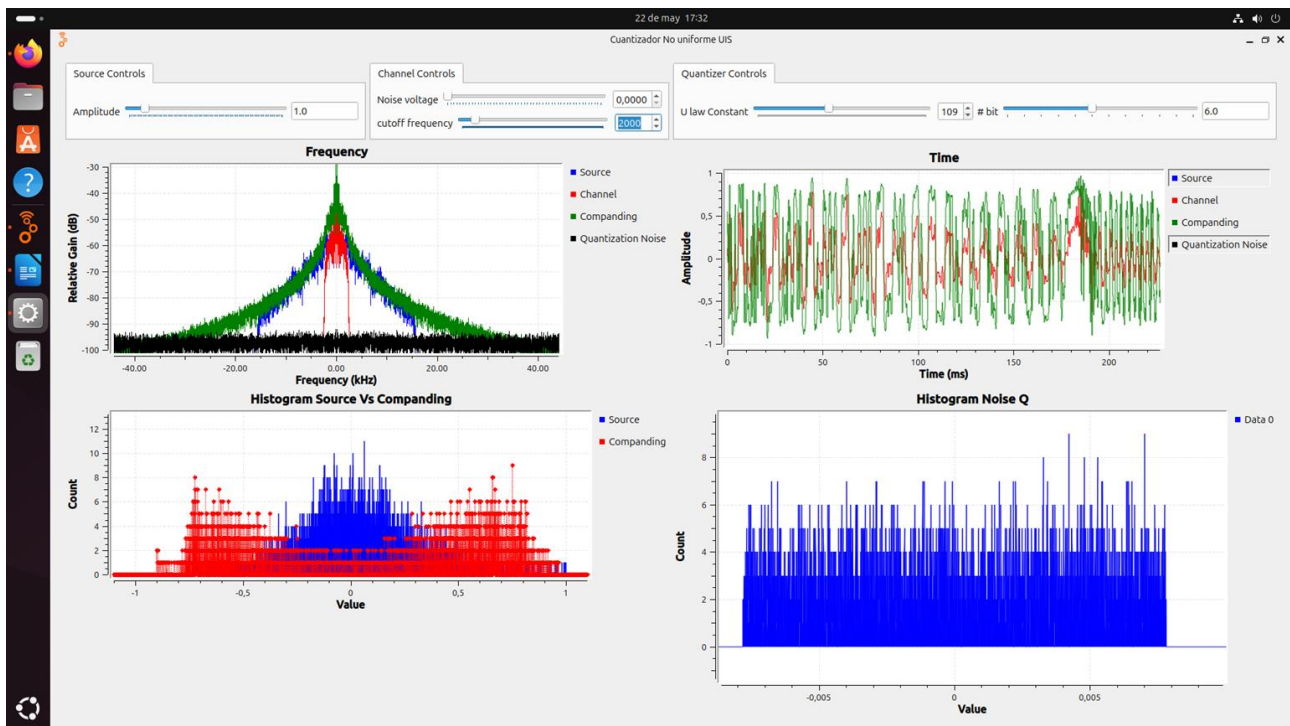 22 de may 17:32
Cuantizador No uniforme UIS
Source Controls
Amplitude 1.0
Channel Controls
Noise voltage 0,0000
cutoff frequency 2000
Quantizer Controls
U law Constant 109 # bit 6.0
Frequency
Relative Gain (dB)
-30
-40
-50
-60
-70
-80
-90
-100
-40.00 -20.00 0.00 20.00 40.00
Frequency (kHz)
Source
Channel
Companding
Quantization Noise
Time
Amplitude
1
0,5
0
-0,5
-1
0 50 100 150 200
Time (ms)
Source
Channel
Companding
Quantization Noise
Histogram Source Vs Companding
Count
12
10
8
6
4
2
0
-1 -0,5 0 0,5 1
Value
Source
Companding
Histogram Noise Q
Count
8
6
4
2
0
-0,005 0 0,005
Value
Data 0